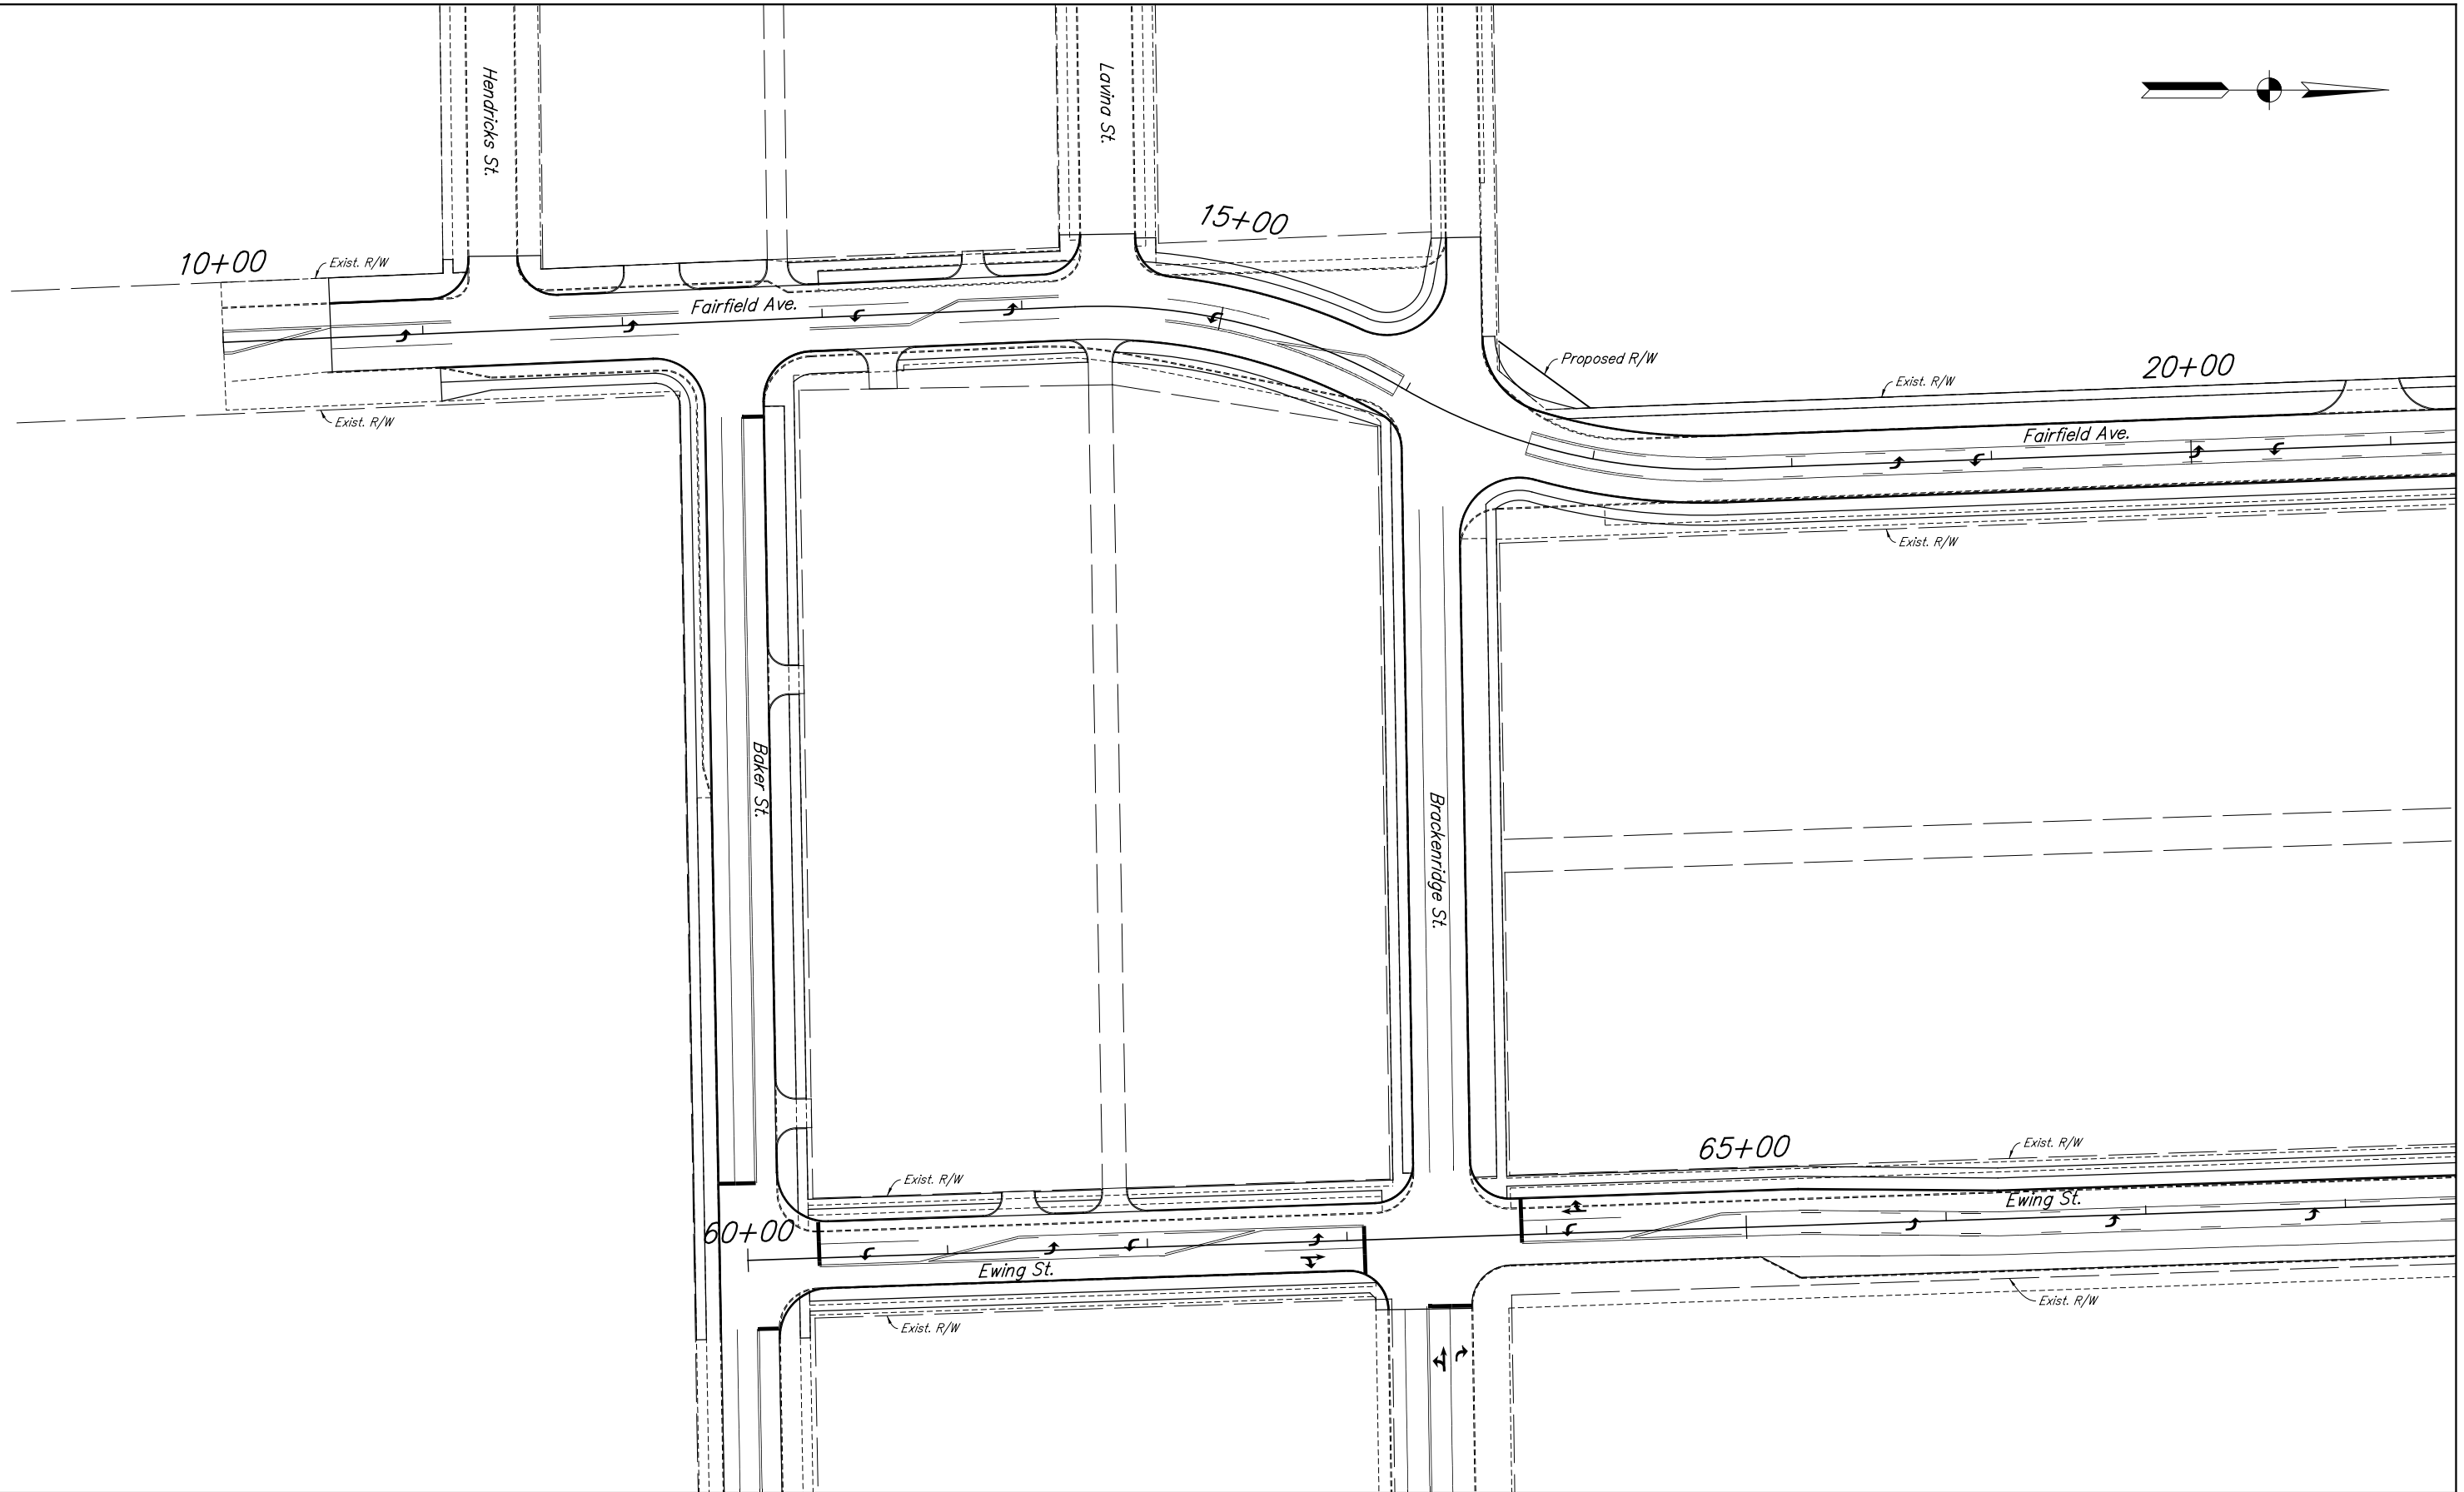 Hendricks St.
Lavina St.
15+00
10+00
Exist. R/W
Fairfield Ave.
Proposed R/W
20+00
Exist. R/W
Exist. R/W
Fairfield Ave.
Exist. R/W
Baker St.
Brackenridge St.
65+00
Exist. R/W
Exist. R/W
Ewing St.
60+00
Ewing St.
Exist. R/W
Exist. R/W